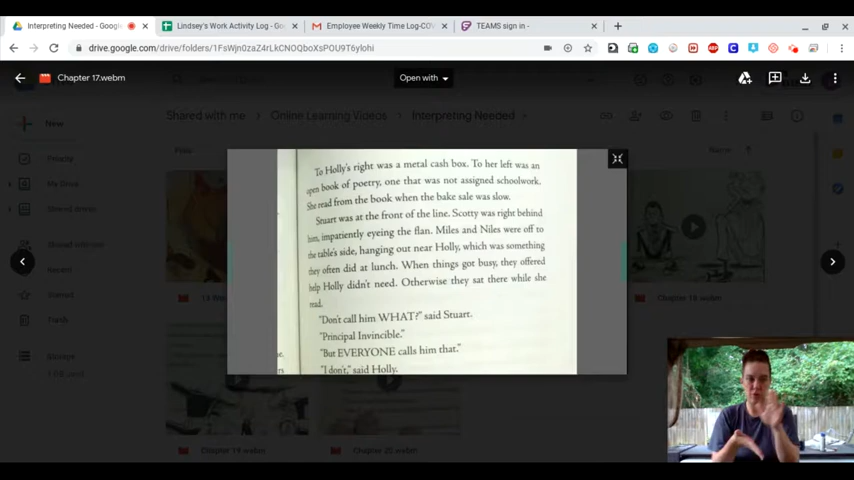 Interpreting Needed - Google
Lindsey's Work Activity Log - G
Employee Weekly Time Log-CO
TEAMS sign in -
drive.google.com/drive/folders/1FsWjn0zaZ4rLkCNOQboXsPOU9T6ylohi
Chapter 17.webm
Open with
Shared with me > Online Learning Videos > Interpreting Needed
New
Priority
Name
My Drive
Shared drives
Shared with me
Recent
Starred
Trash
Storage
Chapter 18.webm
Chapter 19.webm
Chapter 20.webm
To Holly's right was a metal cash box. To her left was an
open book of poetry, one that was not assigned schoolwork.
She read from the book when the bake sale was slow.
Stuart was at the front of the line. Scotty was right behind
him, impatiently eyeing the flan. Miles and Niles were off to
the table's side, hanging out near Holly, which was something
they often did at lunch. When things got busy, they offered
help Holly didn't need. Otherwise they sat there while she
read.
"Don't call him WHAT?" said Stuart.
"Principal Invincible."
"But EVERYONE calls him that."
"I don't," said Holly.